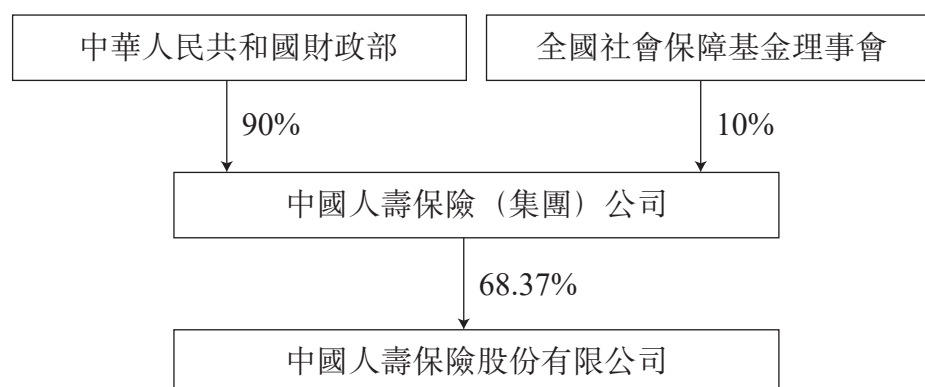 中華人民共和國財政部
全國社會保障基金理事會
90%
10%
中國人壽保險（集團）公司
68.37%
中國人壽保險股份有限公司